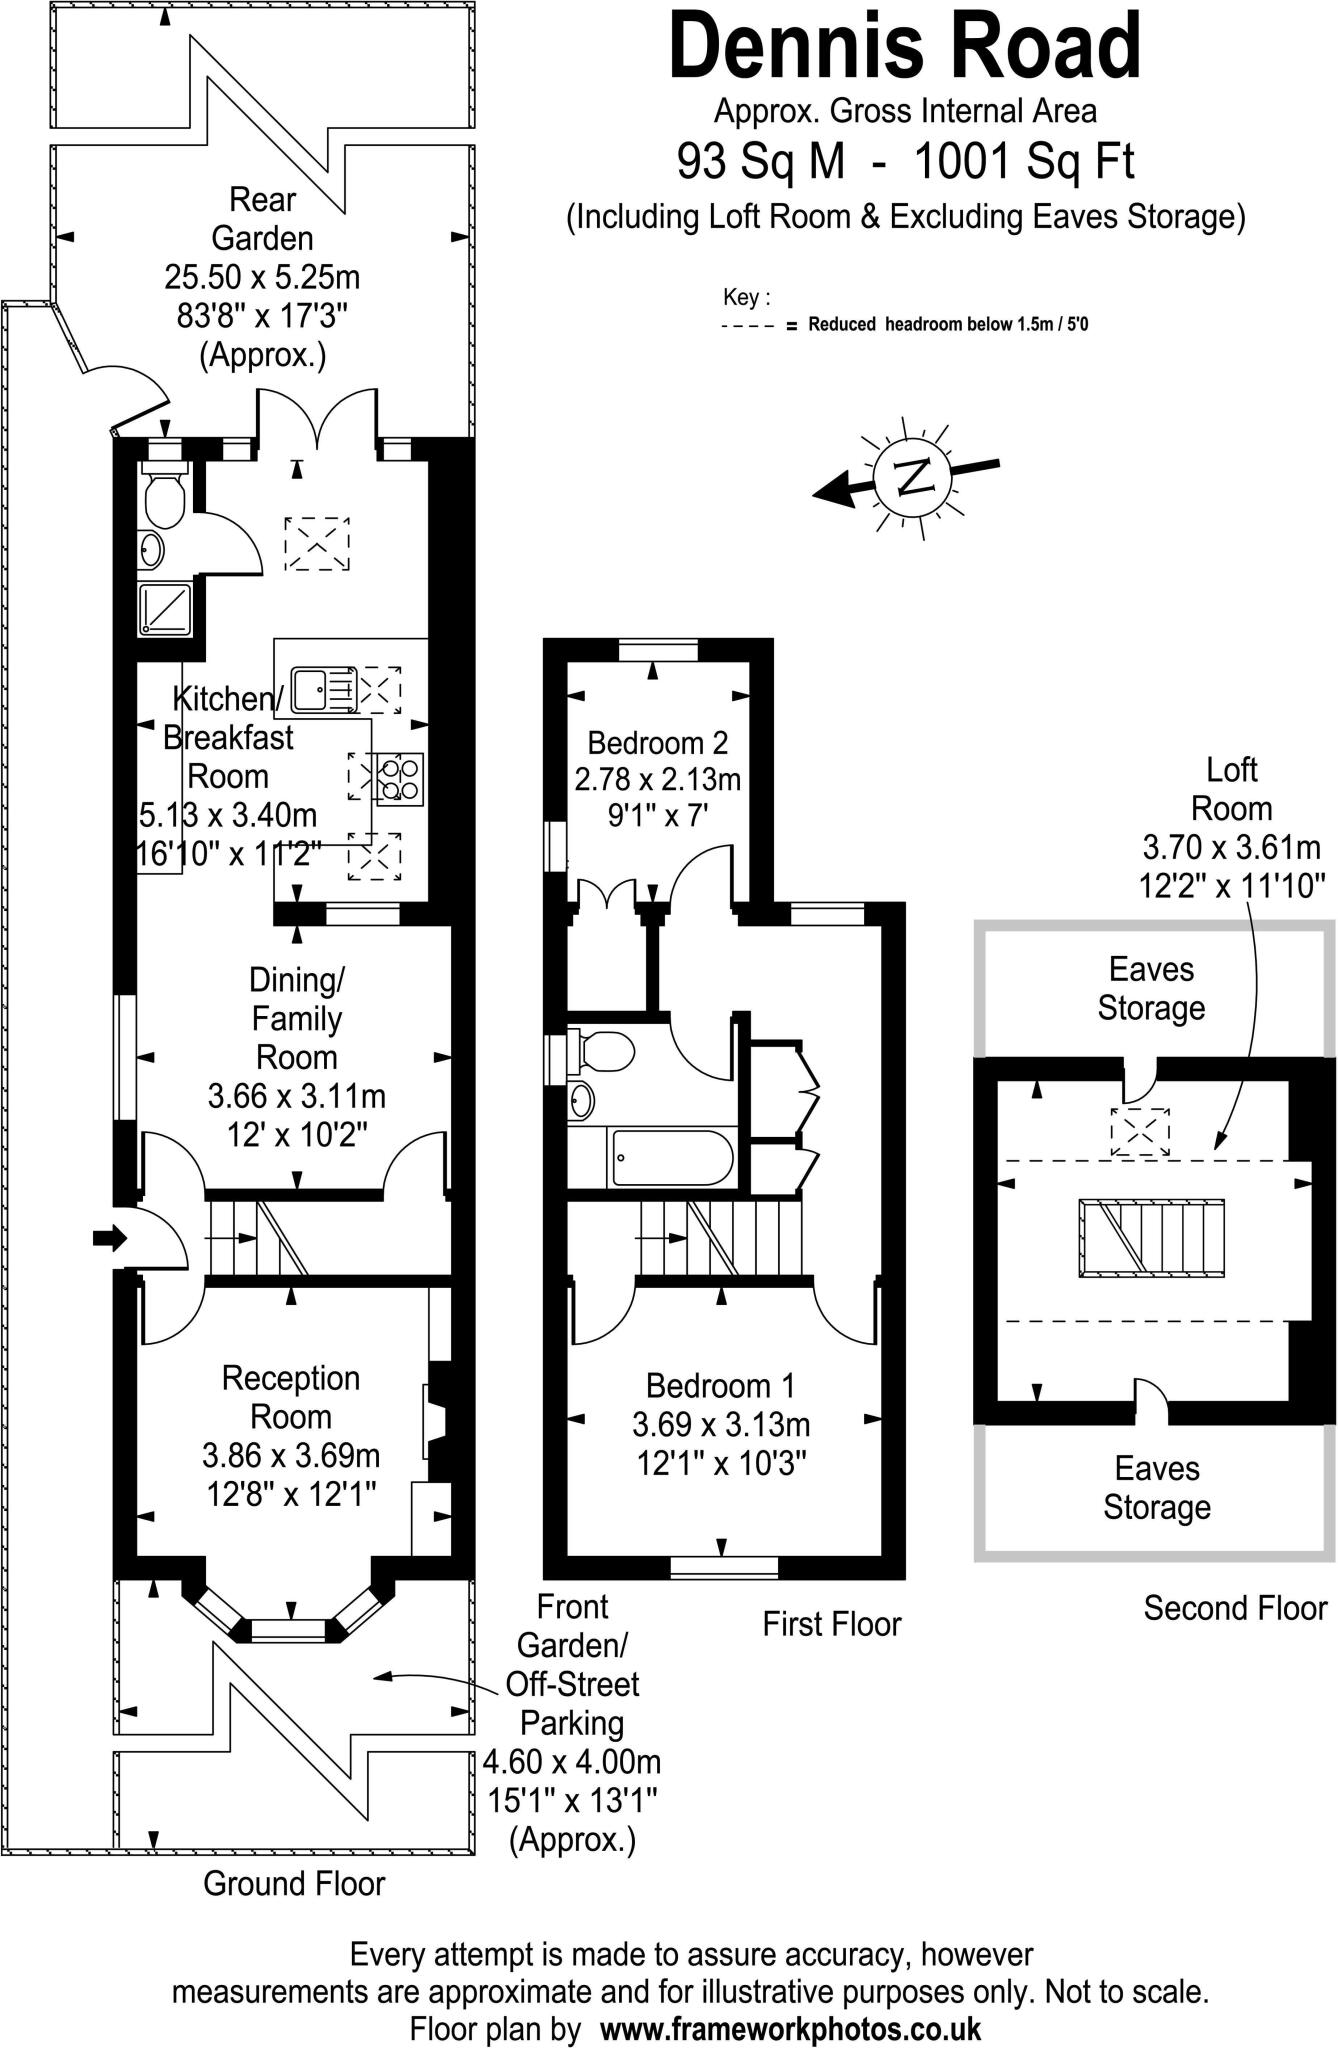 Dennis Road
Approx. Gross Internal Area
93 Sq M - 1001 Sq Ft
(Including Loft Room & Excluding Eaves Storage)
Key :
= Reduced headroom below 1.5m / 5'0
N
Rear
Garden
25.50 x 5.25m
83'8" x 17'3"
(Approx.)
Kitchen/
Breakfast
Room
5.13 x 3.40m
16'10" x 11'2"
Dining/
Family
Room
3.66 x 3.11m
12' x 10'2"
Reception
Room
3.86 x 3.69m
12'8" x 12'1"
Front
Garden/
Off-Street
Parking
4.60 x 4.00m
15'1" x 13'1"
(Approx.)
Ground Floor
Bedroom 2
2.78 x 2.13m
9'1" x 7'
Bedroom 1
3.69 x 3.13m
12'1" x 10'3"
First Floor
Loft
Room
3.70 x 3.61m
12'2" x 11'10"
Eaves
Storage
Eaves
Storage
Second Floor
Every attempt is made to assure accuracy, however
measurements are approximate and for illustrative purposes only. Not to scale.
Floor plan by www.frameworkphotos.co.uk